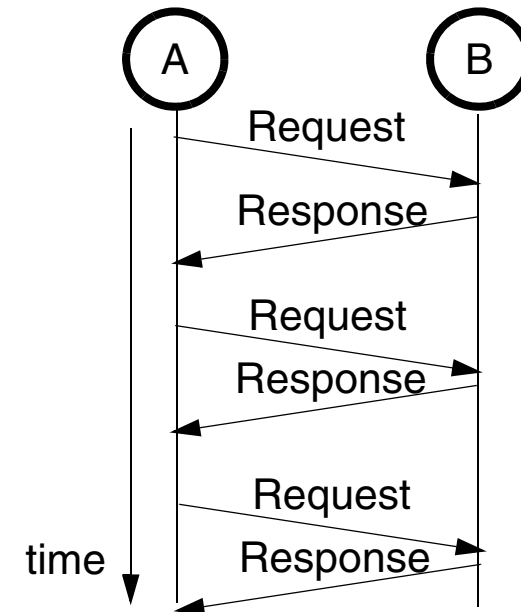 A
B
Request
Response
Request
Response
Request
Response
time